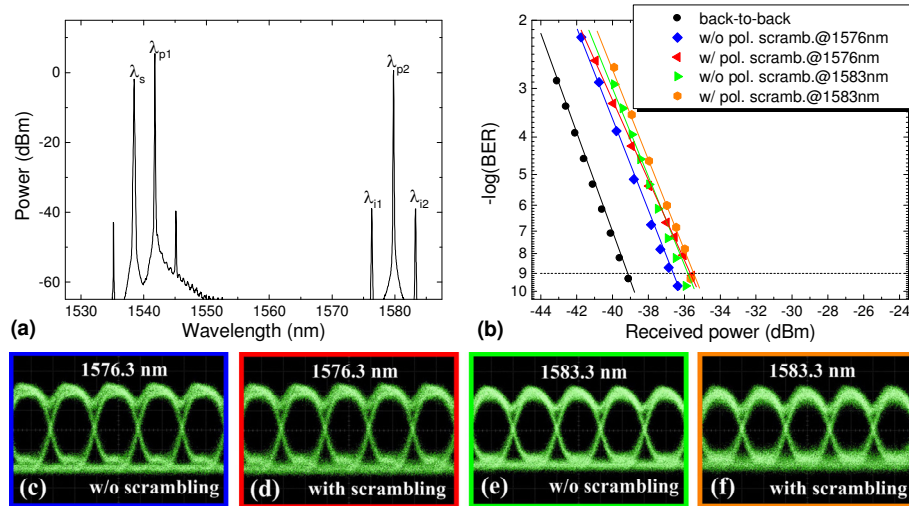 λs
λp1
λp2
λi1
λi2
0
-20
-40
-60
Power (dBm)
1530 1540 1550 1560 1570 1580
Wavelength (nm)
(a)
back-to-back
w/o pol. scramb.@1576nm
w/ pol. scramb.@1576nm
w/o pol. scramb.@1583nm
w/ pol. scramb.@1583nm
2
3
4
5
6
7
8
9
10
-log(BER)
-44 -42 -40 -38 -36 -34 -32 -30 -28 -26 -24
Received power (dBm)
(b)
1576.3 nm
(c) w/o scrambling
1576.3 nm
(d) with scrambling
1583.3 nm
(e) w/o scrambling
1583.3 nm
(f) with scrambling